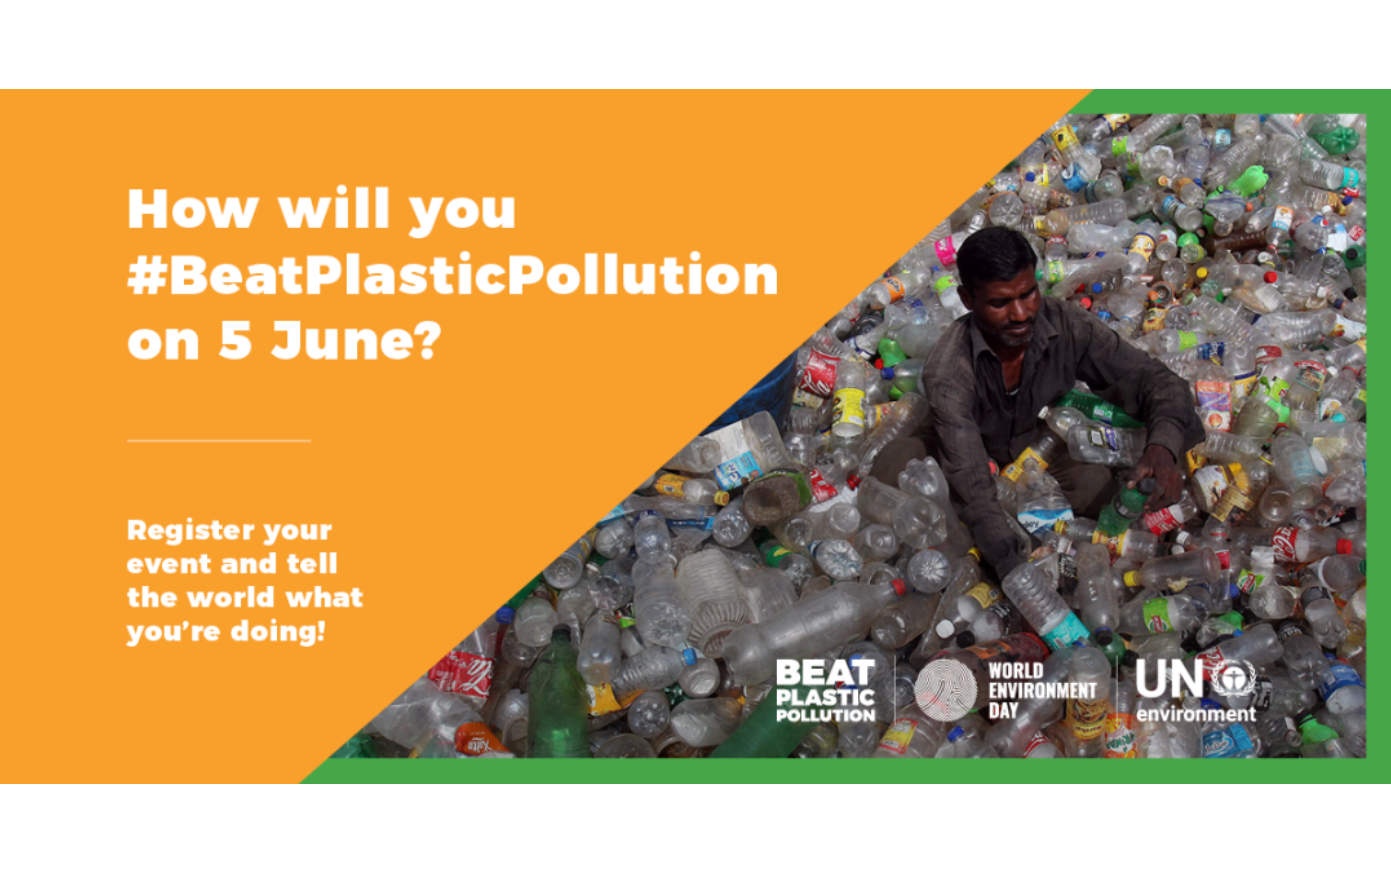 How will you
#BeatPlasticPollution
on 5 June?
Register your
event and tell
the world what
you're doing!
BEAT
PLASTIC
POLLUTION
WORLD
ENVIRONMENT
DAY
UN
environment